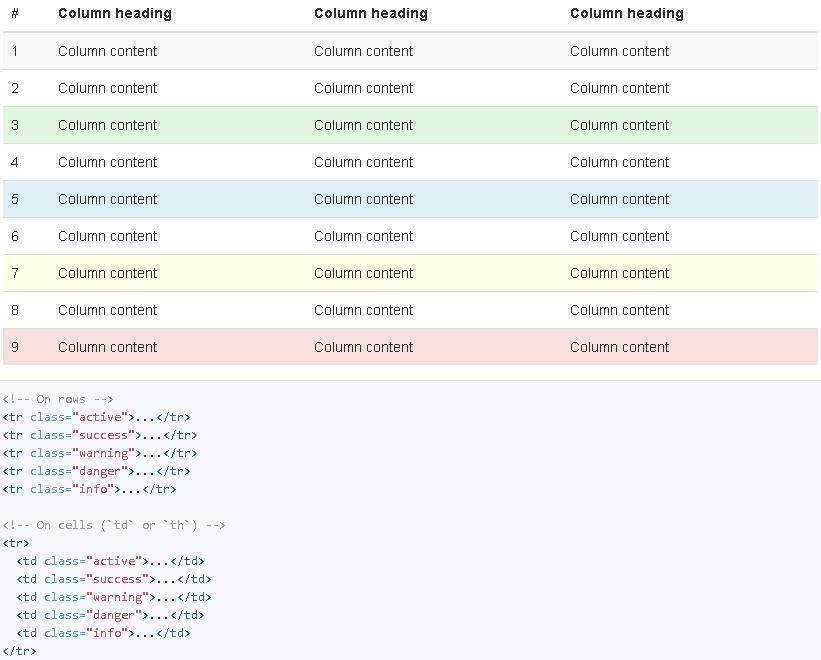 # Column heading Column heading Column heading
1 Column content Column content Column content
2 Column content Column content Column content
3 Column content Column content Column content
4 Column content Column content Column content
5 Column content Column content Column content
6 Column content Column content Column content
7 Column content Column content Column content
8 Column content Column content Column content
9 Column content Column content Column content
<!-- On rows -->
<tr class="active">...</tr>
<tr class="success">...</tr>
<tr class="warning">...</tr>
<tr class="danger">...</tr>
<tr class="info">...</tr>
<!-- On cells (`td` or `th`) -->
<tr>
  <td class="active">...</td>
  <td class="success">...</td>
  <td class="warning">...</td>
  <td class="danger">...</td>
  <td class="info">...</td>
</tr>